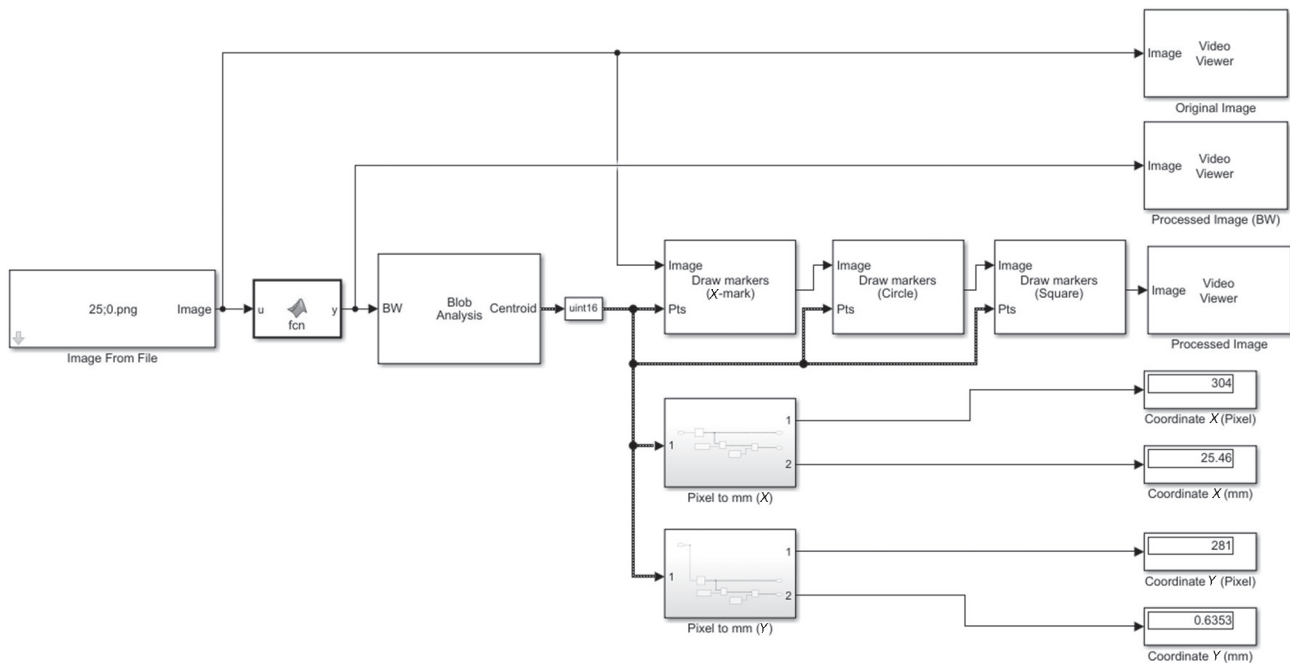 Image
Video
Viewer
Original Image
Image
Video
Viewer
Processed Image (BW)
25;0.png
Image
Image From File
u
fcn
y
BW
Blob
Analysis
Centroid
uint16
Image
Draw markers
(X-mark)
Pts
Image
Draw markers
(Circle)
Pts
Image
Draw markers
(Square)
Pts
Image
Video
Viewer
Processed Image
1
1
2
Pixel to mm (X)
304
Coordinate X (Pixel)
25.46
Coordinate X (mm)
1
1
2
Pixel to mm (Y)
281
Coordinate Y (Pixel)
0.6353
Coordinate Y (mm)